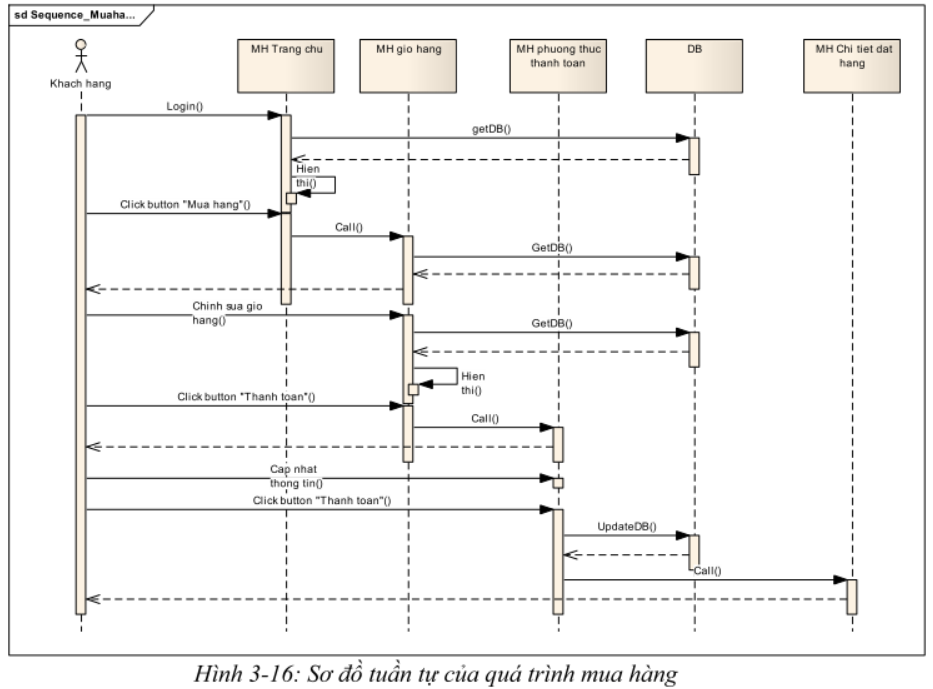 sd Sequence_Muaha...
Khach hang
MH Trang chu
MH gio hang
MH phuong thuc
thanh toan
DB
MH Chi tiet dat
hang
Login()
getDB()
Hien
thi()
Click button "Mua hang"()
Call()
GetDB()
Chinh sua gio
hang()
GetDB()
Hien
thi()
Click button "Thanh toan"()
Call()
Cap nhat
thong tin()
Click button "Thanh toan"()
UpdateDB()
Call()
Hình 3-16: Sơ đồ tuần tự của quá trình mua hàng